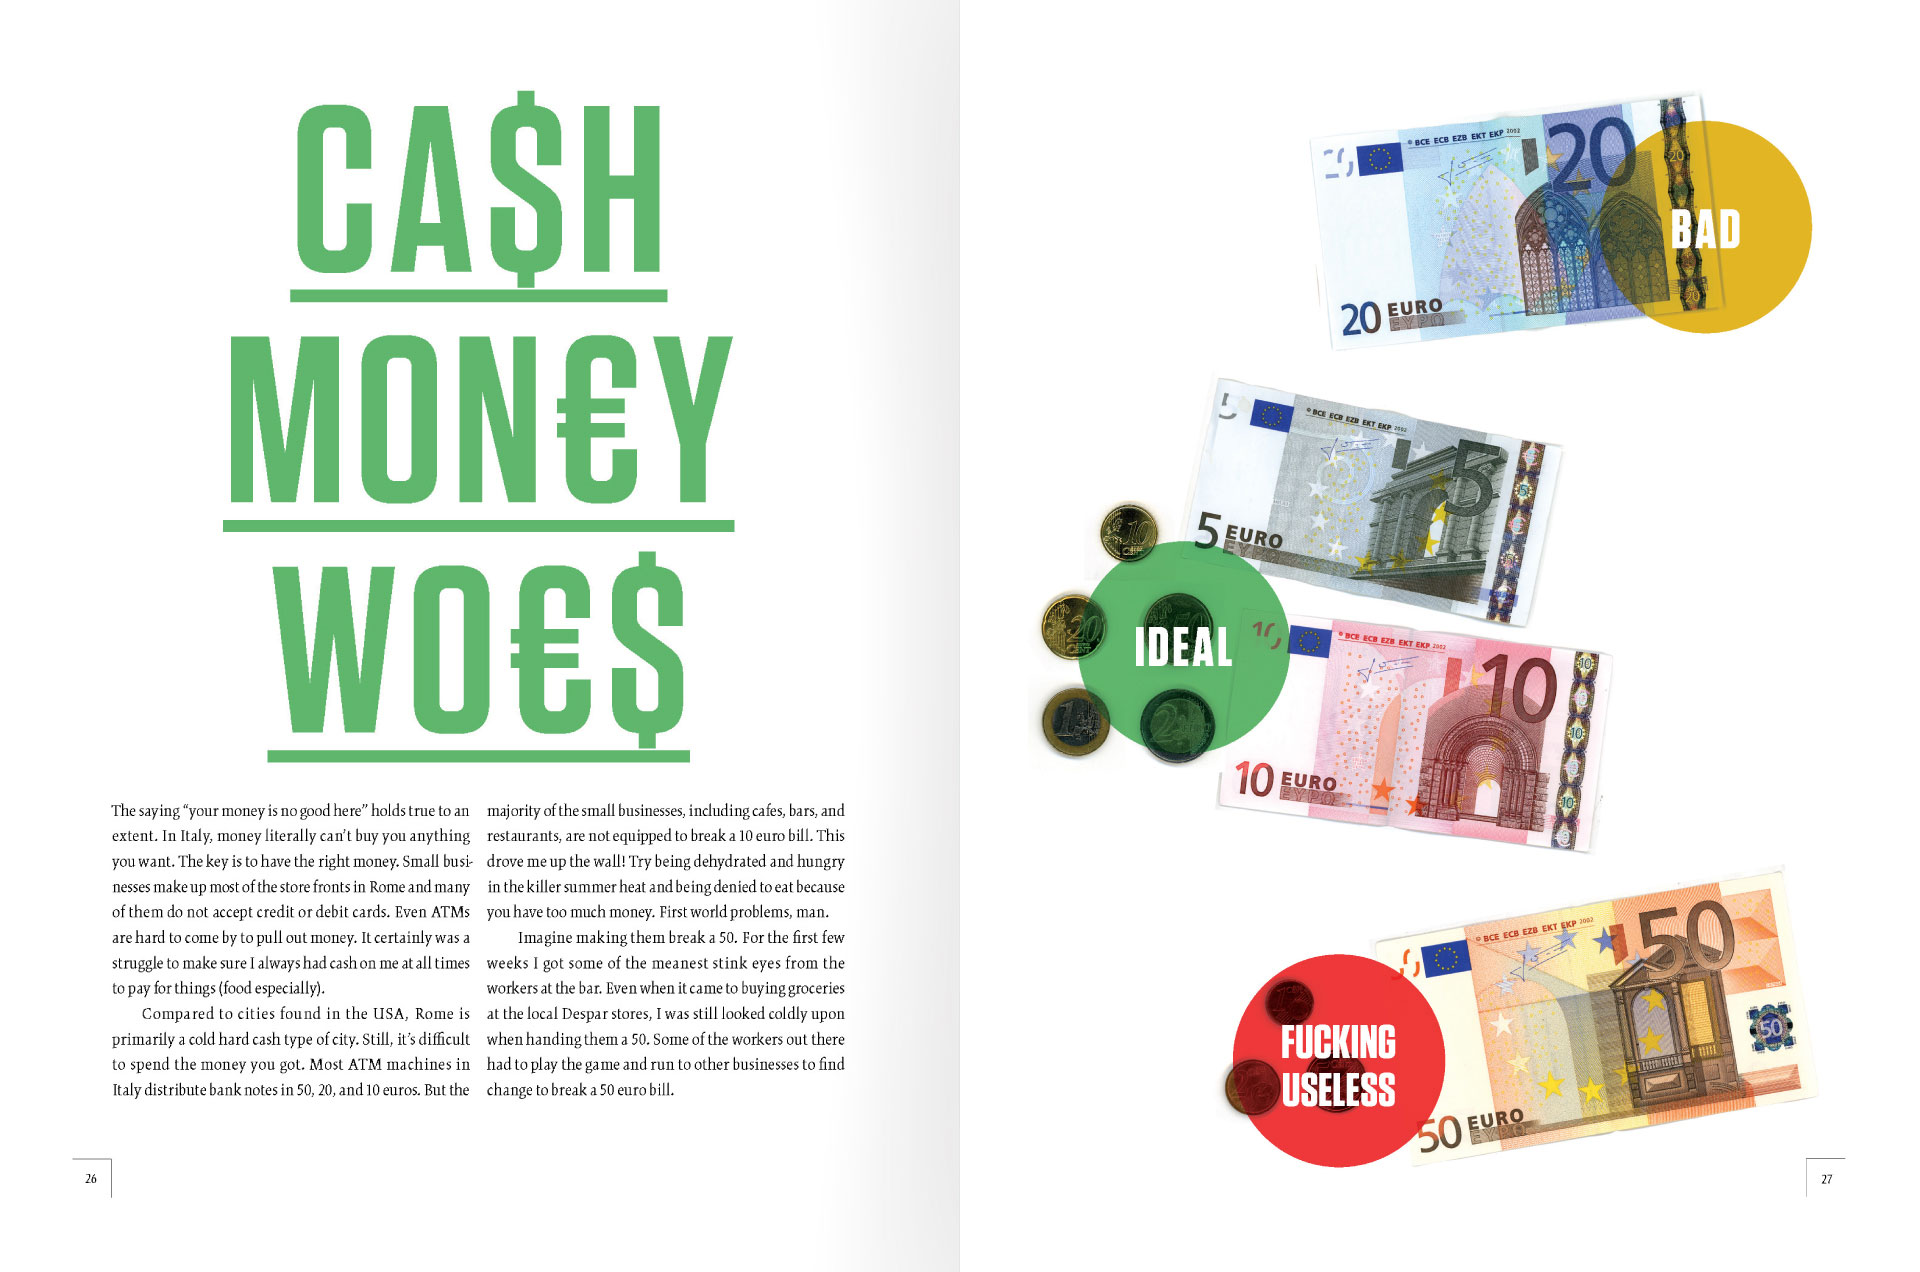 CA$H
MON€Y
WO€$
The saying “your money is no good here” holds true to an
extent. In Italy, money literally can’t buy you anything
you want. The key is to have the right money. Small busi-
nesses make up most of the store fronts in Rome and many
of them do not accept credit or debit cards. Even ATMs
are hard to come by to pull out money. It certainly was a
struggle to make sure I always had cash on me at all times
to pay for things (food especially).
Compared to cities found in the USA, Rome is
primarily a cold hard cash type of city. Still, it’s difficult
to spend the money you got. Most ATM machines in
Italy distribute bank notes in 50, 20, and 10 euros. But the
majority of the small businesses, including cafes, bars, and
restaurants, are not equipped to break a 10 euro bill. This
drove me up the wall! Try being dehydrated and hungry
in the killer summer heat and being denied to eat because
you have too much money. First world problems, man.
Imagine making them break a 50. For the first few
weeks I got some of the meanest stink eyes from the
workers at the bar. Even when it came to buying groceries
at the local Despar stores, I was still looked coldly upon
when handing them a 50. Some of the workers out there
had to play the game and run to other businesses to find
change to break a 50 euro bill.
26
© BCE ECB EZB EKT EKP 2002
20
20
BAD
20
20 EURO
ΕΥΡΩ
© BCE ECB EZB EKT EKP 2002
5
5
5 EURO
ΕΥΡΩ
10
20
CENT
1
2
IDEAL
© BCE ECB EZB EKT EKP 2002
10
10
10
10
10 EURO
ΕΥΡΩ
© BCE ECB EZB EKT EKP 2002
50
50
50 EURO
ΕΥΡΩ
FUCKING
USELESS
27